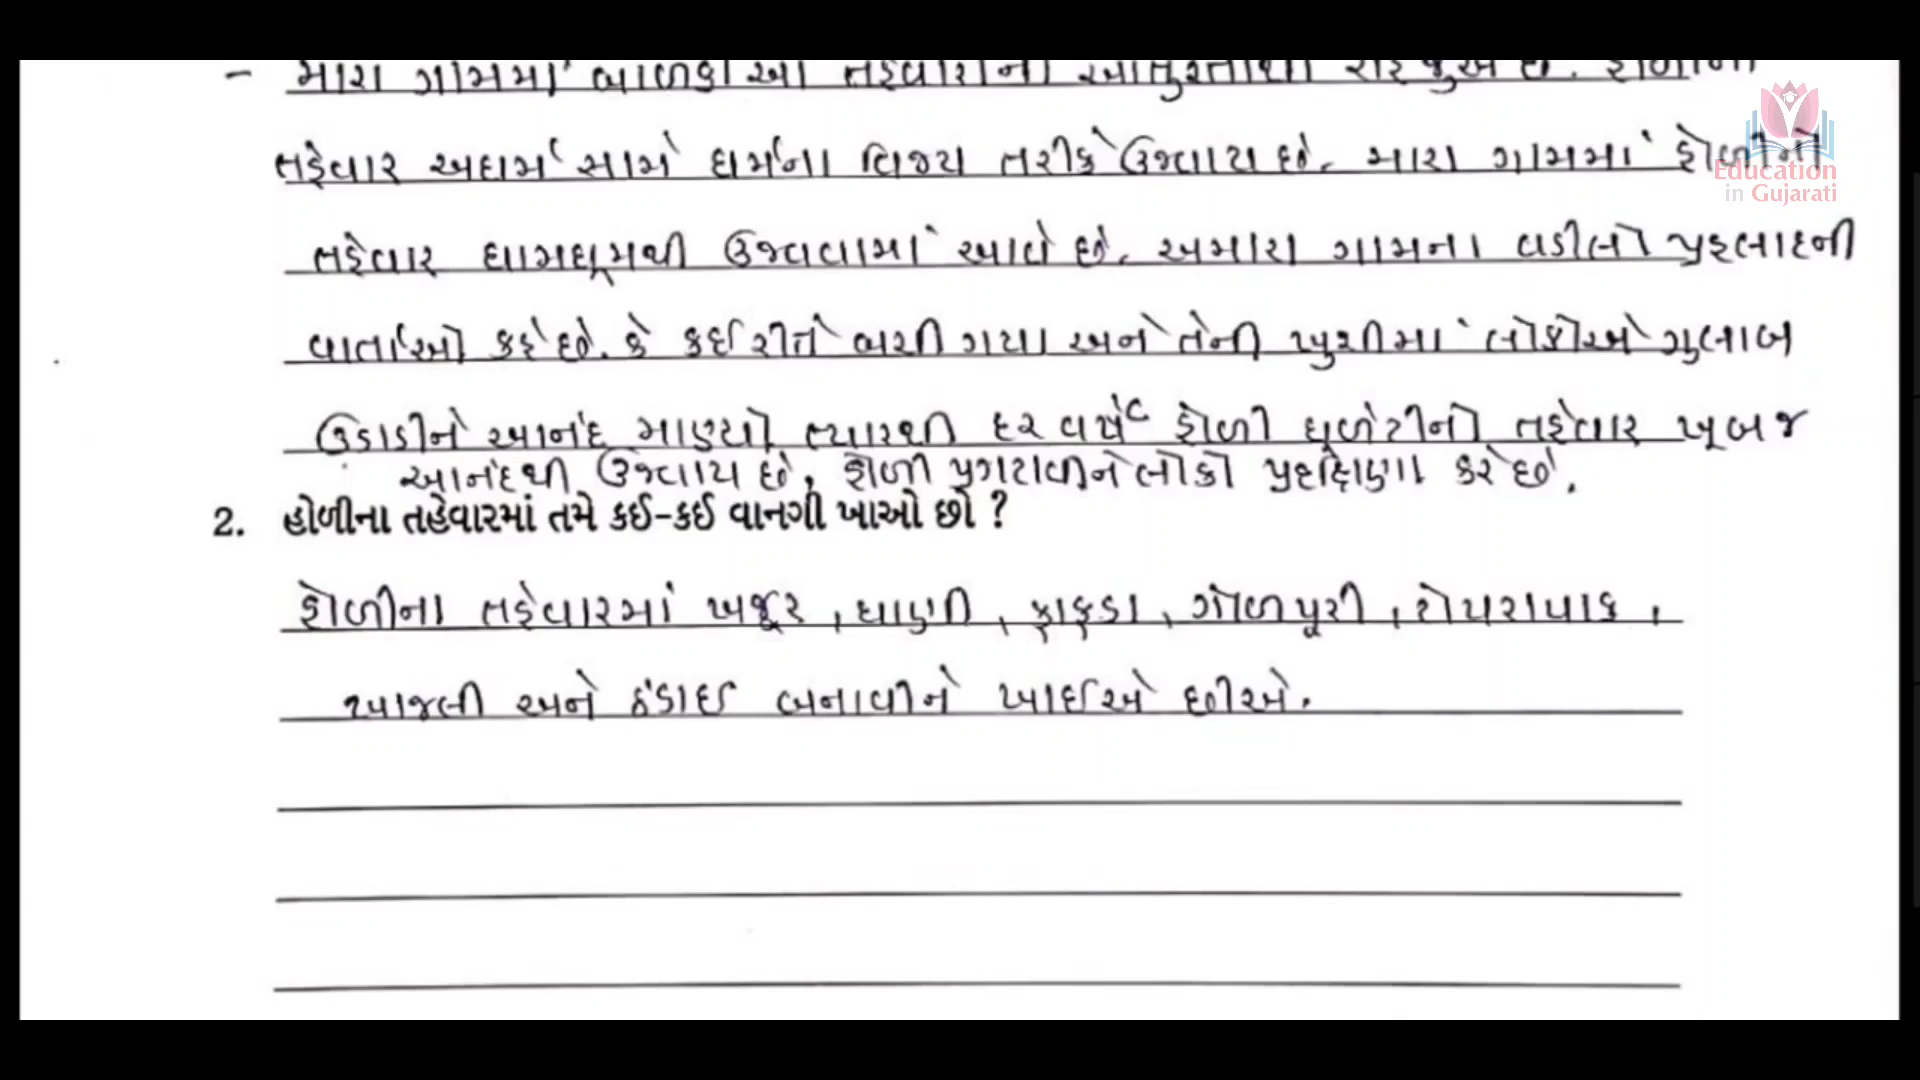 - મારા ગામમાં બાળકો આ તહેવારોની આતુરતાથી રાહ જુએ છે. હોળીનો
તહેવાર અધર્મ સામે ધર્મના વિજય તરીકે ઉજવાય છે. મારા ગામમાં હોળીનો
તહેવાર ધામધૂમથી ઉજવવામાં આવે છે. અમારા ગામના વડીલો પ્રહલાદની
વાર્તાઓ કહે છે. કે કઈ રીતે બચી ગયા અને તેની ખુશીમાં લોકોએ ગુલાબ
ઉડાડીને આનંદ માણ્યો ત્યારથી દર વર્ષે હોળી ધૂળેટીનો તહેવાર ખૂબ જ
આનંદથી ઉજવાય છે, હોળી પ્રગટાવીને લોકો પ્રદક્ષિણા કરે છે.
2. હોળીના તહેવારમાં તમે કઈ-કઈ વાનગી ખાઓ છો ?
હોળીના તહેવારમાં ખજૂર, ધાણી, ફાફડા, ગોળપૂરી, ટોપરાપાક,
ખાજલી અને ઠંડાઈ બનાવીને ખાઈએ છીએ.
Education
in Gujarati